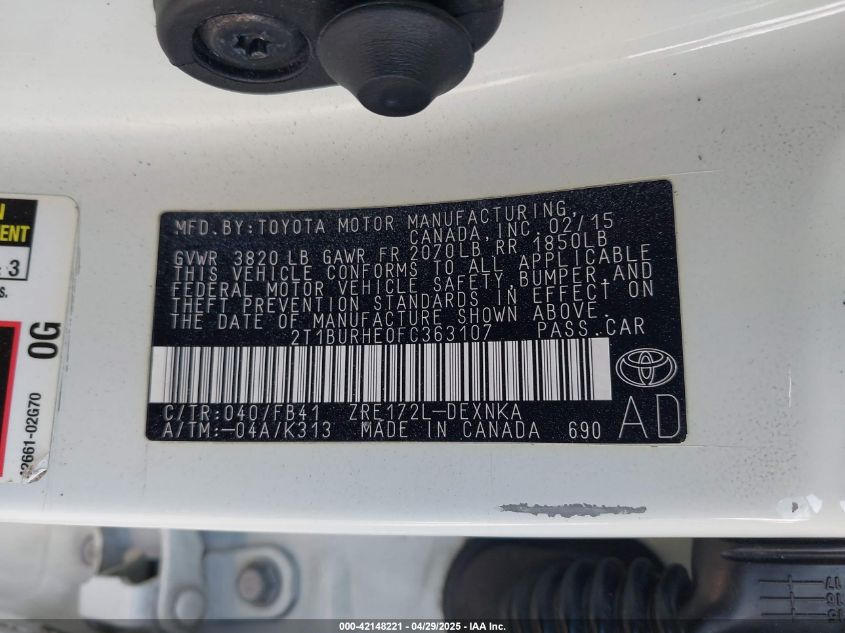 MFD. BY: TOYOTA MOTOR MANUFACTURING,
CANADA, INC. 02/15
GVWR 3820 LB GAWR FR 2070LB RR 1850LB
THIS VEHICLE CONFORMS TO ALL APPLICABLE
FEDERAL MOTOR VEHICLE SAFETY, BUMPER, AND
THEFT PREVENTION STANDARDS IN EFFECT ON
THE DATE OF MANUFACTURE SHOWN ABOVE.
2T1BURHE0FC363107 PASS. CAR
C/TR: 040/FB41 ZRE172L-DEXNKA
A/TM: -04A/K313 MADE IN CANADA 690
AD
3
0G
000-42148221 - 04/29/2025 - IAA Inc.